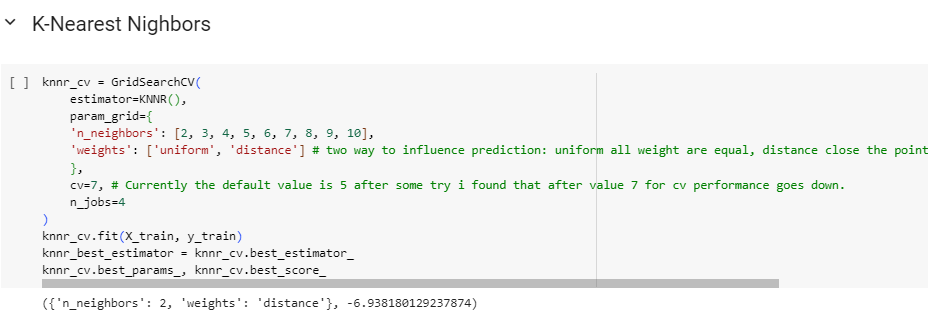 K-Nearest Nighbors
[ ] knnr_cv = GridSearchCV(
estimator=KNNR(),
param_grid={
'n_neighbors': [2, 3, 4, 5, 6, 7, 8, 9, 10],
'weights': ['uniform', 'distance'] # two way to influence prediction: uniform all weight are equal, distance close the point
},
cv=7, # Currently the default value is 5 after some try i found that after value 7 for cv performance goes down.
n_jobs=4
)
knnr_cv.fit(X_train, y_train)
knnr_best_estimator = knnr_cv.best_estimator_
knnr_cv.best_params_, knnr_cv.best_score_
({'n_neighbors': 2, 'weights': 'distance'}, -6.938180129237874)